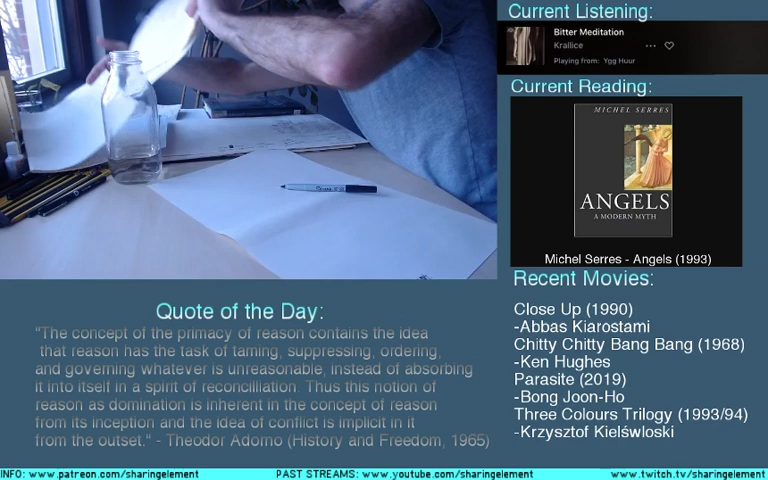 Current Listening:
Bitter Meditation
Krallice
Playing from: Ygg Huur
Current Reading:
MICHEL SERRES
ANGELS
A MODERN MYTH
Michel Serres - Angels (1993)
Recent Movies:
Close Up (1990)
-Abbas Kiarostami
Chitty Chitty Bang Bang (1968)
-Ken Hughes
Parasite (2019)
-Bong Joon-Ho
Three Colours Trilogy (1993/94)
-Krzysztof Kielśwloski
Quote of the Day:
"The concept of the primacy of reason contains the idea
that reason has the task of taming, suppressing, ordering,
and governing whatever is unreasonable, instead of absorbing
it into itself in a spirit of reconcilliation. Thus this notion of
reason as domination is inherent in the concept of reason
from its inception and the idea of conflict is implicit in it
from the outset." - Theodor Adorno (History and Freedom, 1965)
INFO: www.patreon.com/sharingelement
PAST STREAMS: www.youtube.com/sharingelement
www.twitch.tv/sharingelement